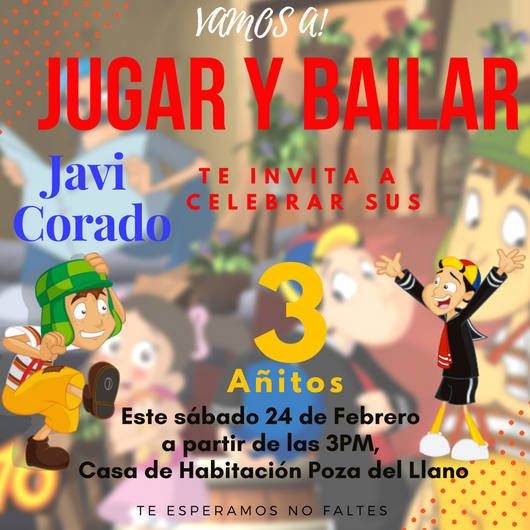 VAMOS A!
JUGAR Y BAILAR
Javi
Corado
TE INVITA A
CELEBRAR SUS
3
Añitos
Este sábado 24 de Febrero
a partir de las 3PM,
Casa de Habitación Poza del Llano
TE ESPERAMOS NO FALTES